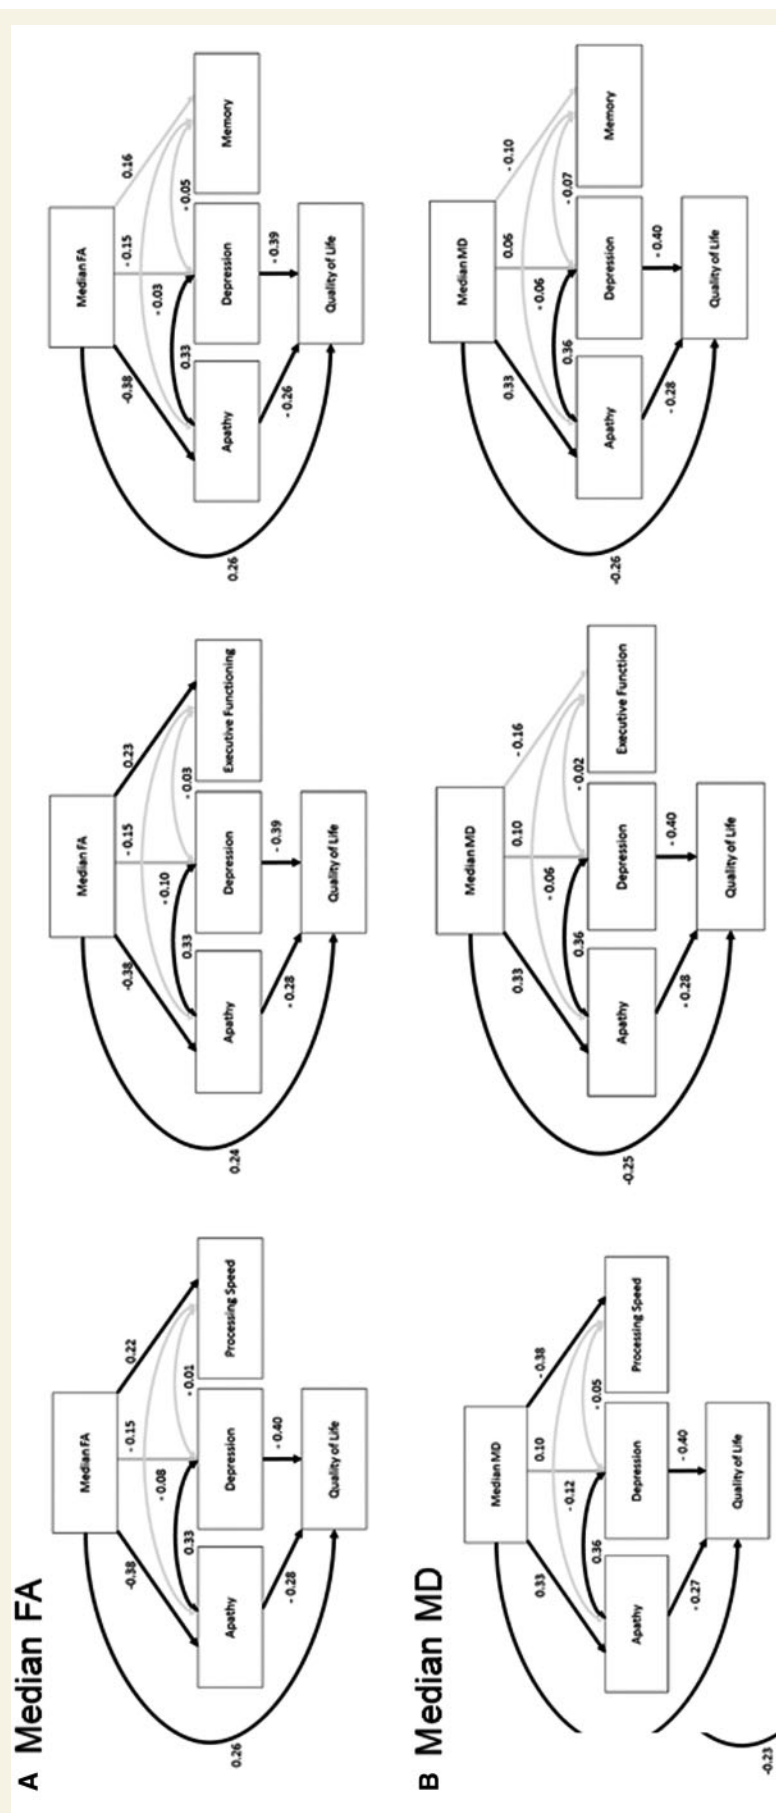 A Median FA
Median FA
-0.38
- 0.15
0.22
- 0.08
- 0.01
0.33
Apathy
Depression
Processing Speed
- 0.28
- 0.40
Quality of Life
0.26
Median FA
-0.38
- 0.15
0.23
- 0.10
- 0.03
0.33
Apathy
Depression
Executive Functioning
- 0.28
- 0.39
Quality of Life
0.24
Median FA
-0.38
- 0.15
0.16
- 0.03
- 0.05
0.33
Apathy
Depression
Memory
- 0.26
- 0.39
Quality of Life
0.26
B Median MD
Median MD
0.33
0.10
- 0.38
- 0.12
- 0.05
0.36
Apathy
Depression
Processing Speed
- 0.27
- 0.40
Quality of Life
-0.23
Median MD
0.33
0.10
- 0.16
- 0.06
- 0.02
0.36
Apathy
Depression
Executive Function
- 0.28
- 0.40
Quality of Life
-0.25
Median MD
0.33
0.06
- 0.10
- 0.06
- 0.07
0.36
Apathy
Depression
Memory
- 0.28
- 0.40
Quality of Life
-0.26